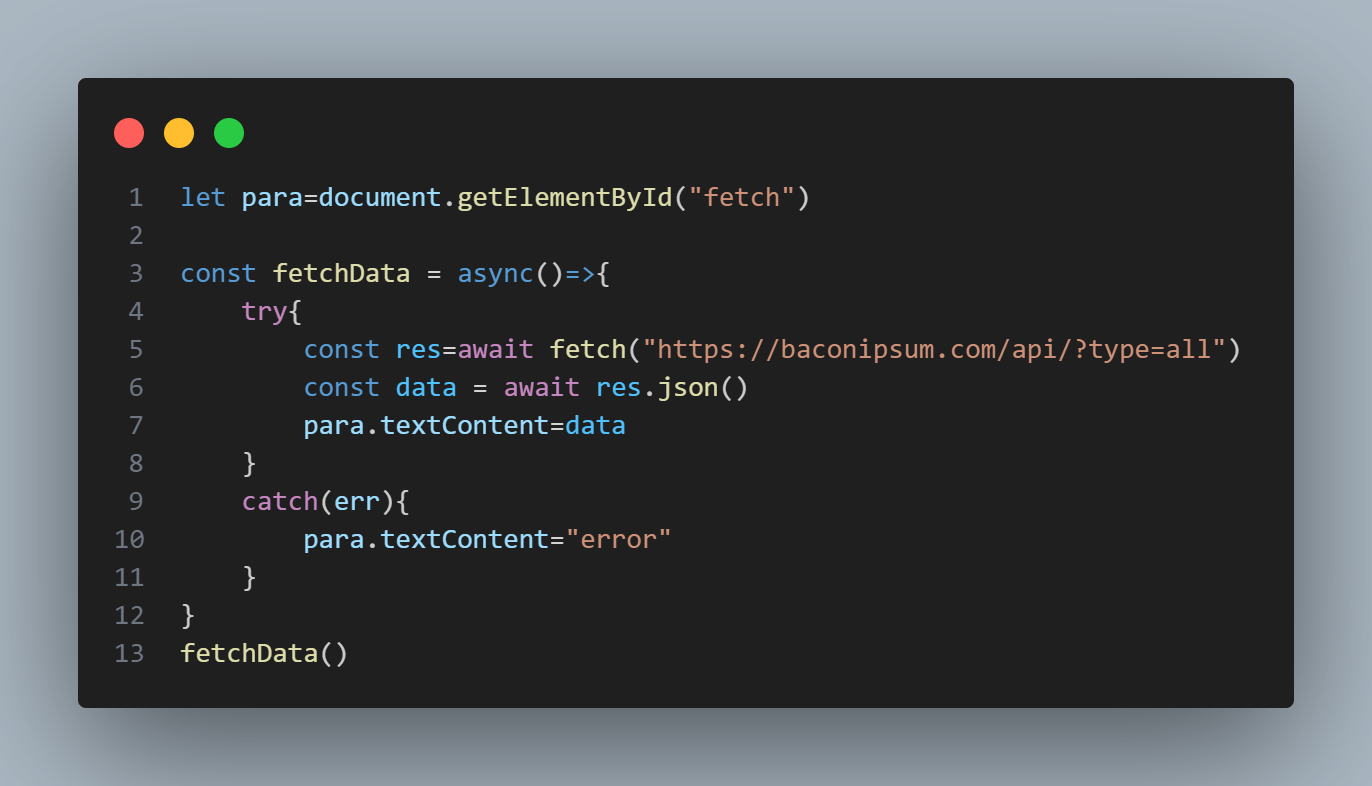 1 let para=document.getElementById("fetch")
2
3 const fetchData = async()=>{
4     try{
5         const res=await fetch("https://baconipsum.com/api/?type=all")
6         const data = await res.json()
7         para.textContent=data
8     }
9     catch(err){
10         para.textContent="error"
11     }
12 }
13 fetchData()